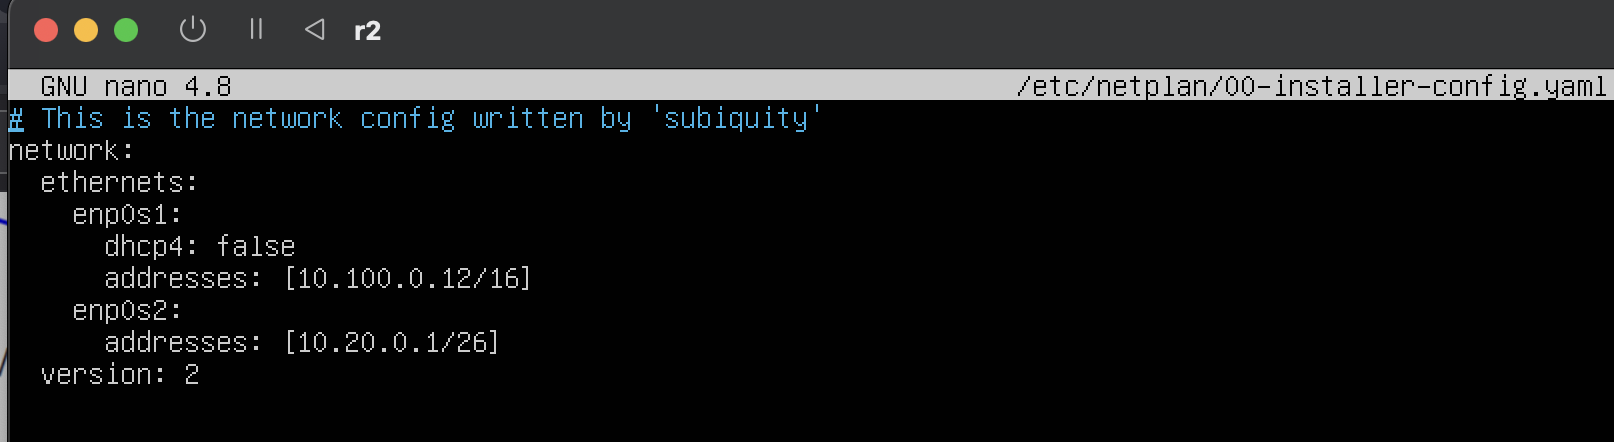 r2
GNU nano 4.8 /etc/netplan/00-installer-config.yaml
# This is the network config written by 'subiquity'
network:
  ethernets:
    enp0s1:
      dhcp4: false
      addresses: [10.100.0.12/16]
    enp0s2:
      addresses: [10.20.0.1/26]
  version: 2